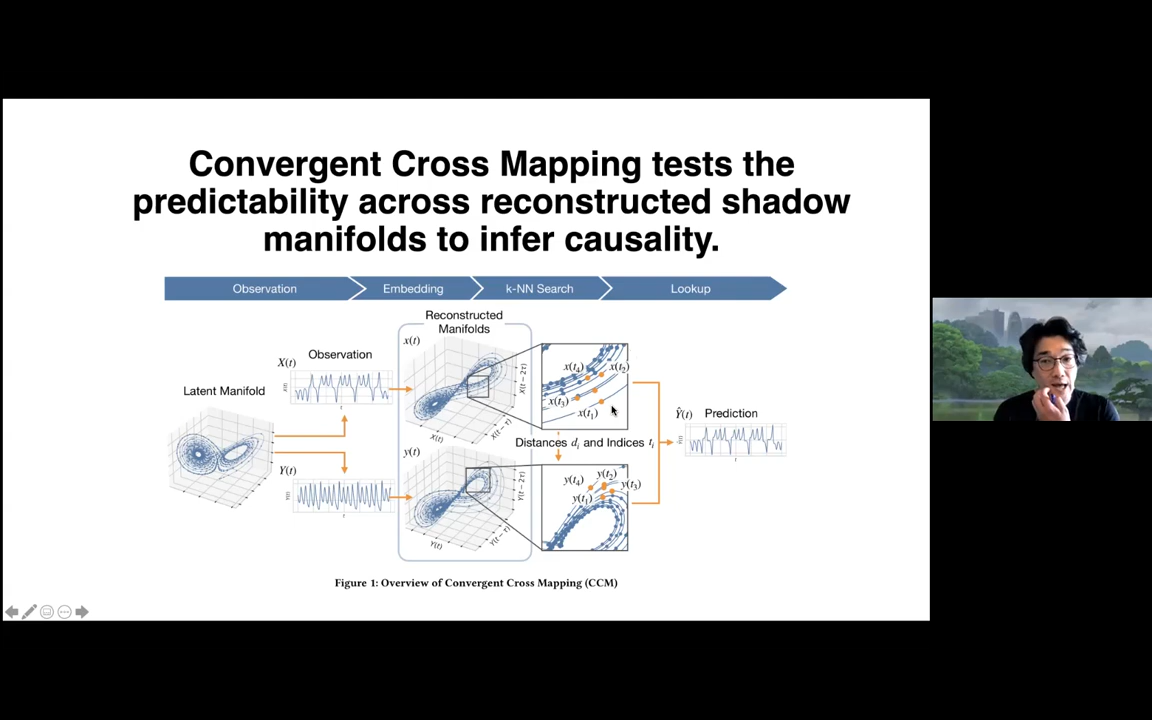 Convergent Cross Mapping tests the
predictability across reconstructed shadow
manifolds to infer causality.
Observation
Embedding
k-NN Search
Lookup
Reconstructed
Manifolds
Latent Manifold
X(t)
Observation
Y(t)
x(t)
X(t)
X(t − τ)
X(t − 2τ)
y(t)
Y(t)
Y(t − τ)
Y(t − 2τ)
x(t₄)
x(t₂)
x(t₃)
x(t₁)
Distances dᵢ and Indices tᵢ
y(t₂)
y(t₄)
y(t₃)
y(t₁)
Ŷ(t)
Prediction
Figure 1: Overview of Convergent Cross Mapping (CCM)